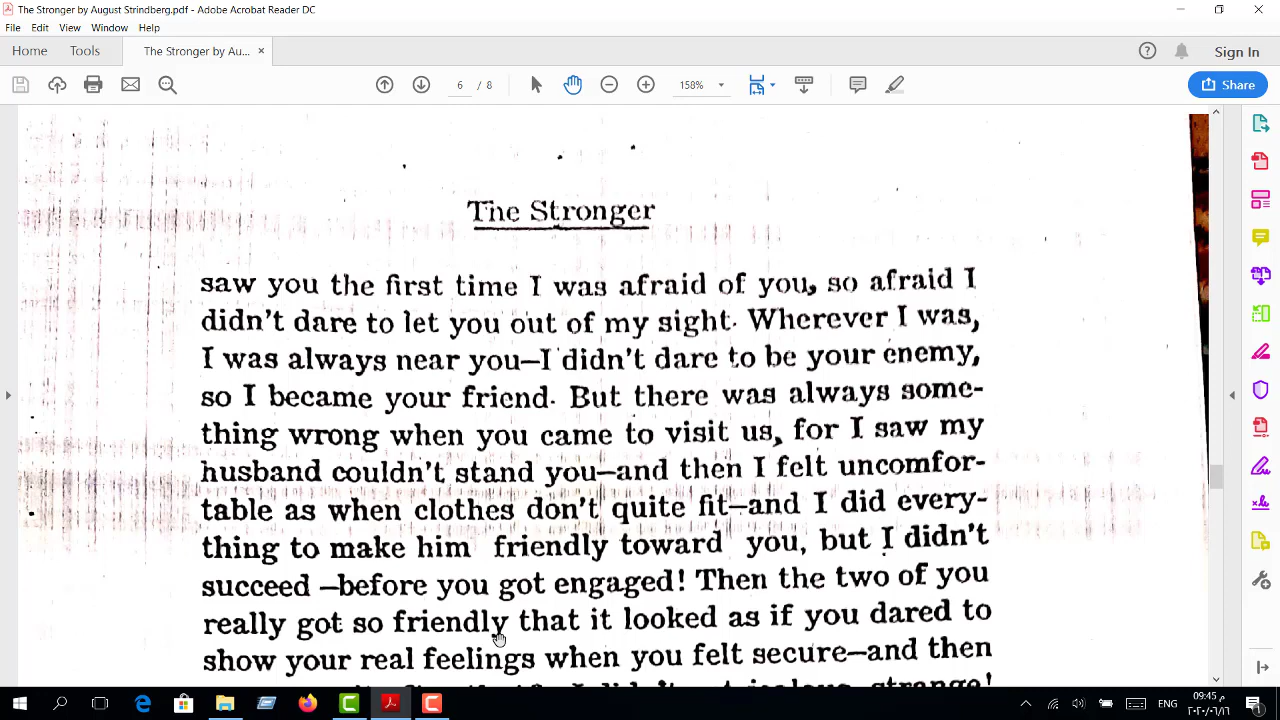 The Stronger by August Strindberg.pdf - Adobe Acrobat Reader DC
File Edit View Window Help
Home Tools The Stronger by Au... × Sign In
6 / 8 158% Share
The Stronger
saw you the first time I was afraid of you, so afraid I
didn't dare to let you out of my sight. Wherever I was,
I was always near you—I didn't dare to be your enemy,
so I became your friend. But there was always some-
thing wrong when you came to visit us, for I saw my
husband couldn't stand you—and then I felt uncomfor-
table as when clothes don't quite fit—and I did every-
thing to make him friendly toward you, but I didn't
succeed —before you got engaged! Then the two of you
really got so friendly that it looked as if you dared to
show your real feelings when you felt secure—and then
jealous, strange!
ENG 09:45 م